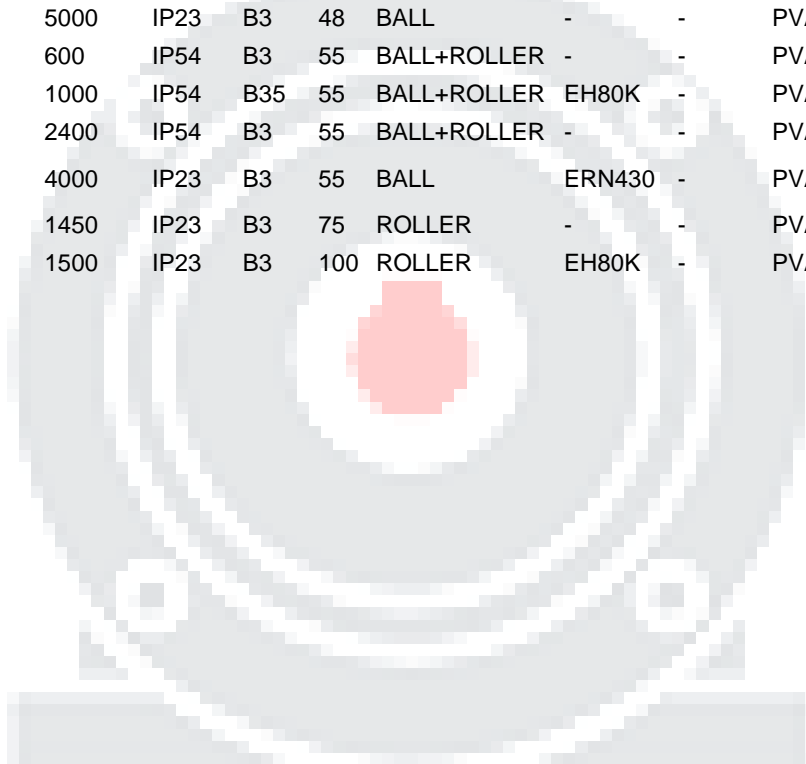 5000 IP23 B3 48 BALL - - PV
600 IP54 B3 55 BALL+ROLLER - - PV
1000 IP54 B35 55 BALL+ROLLER EH80K - PV
2400 IP54 B3 55 BALL+ROLLER - - PV
4000 IP23 B3 55 BALL ERN430 - PV
1450 IP23 B3 75 ROLLER - - PV
1500 IP23 B3 100 ROLLER EH80K - PV